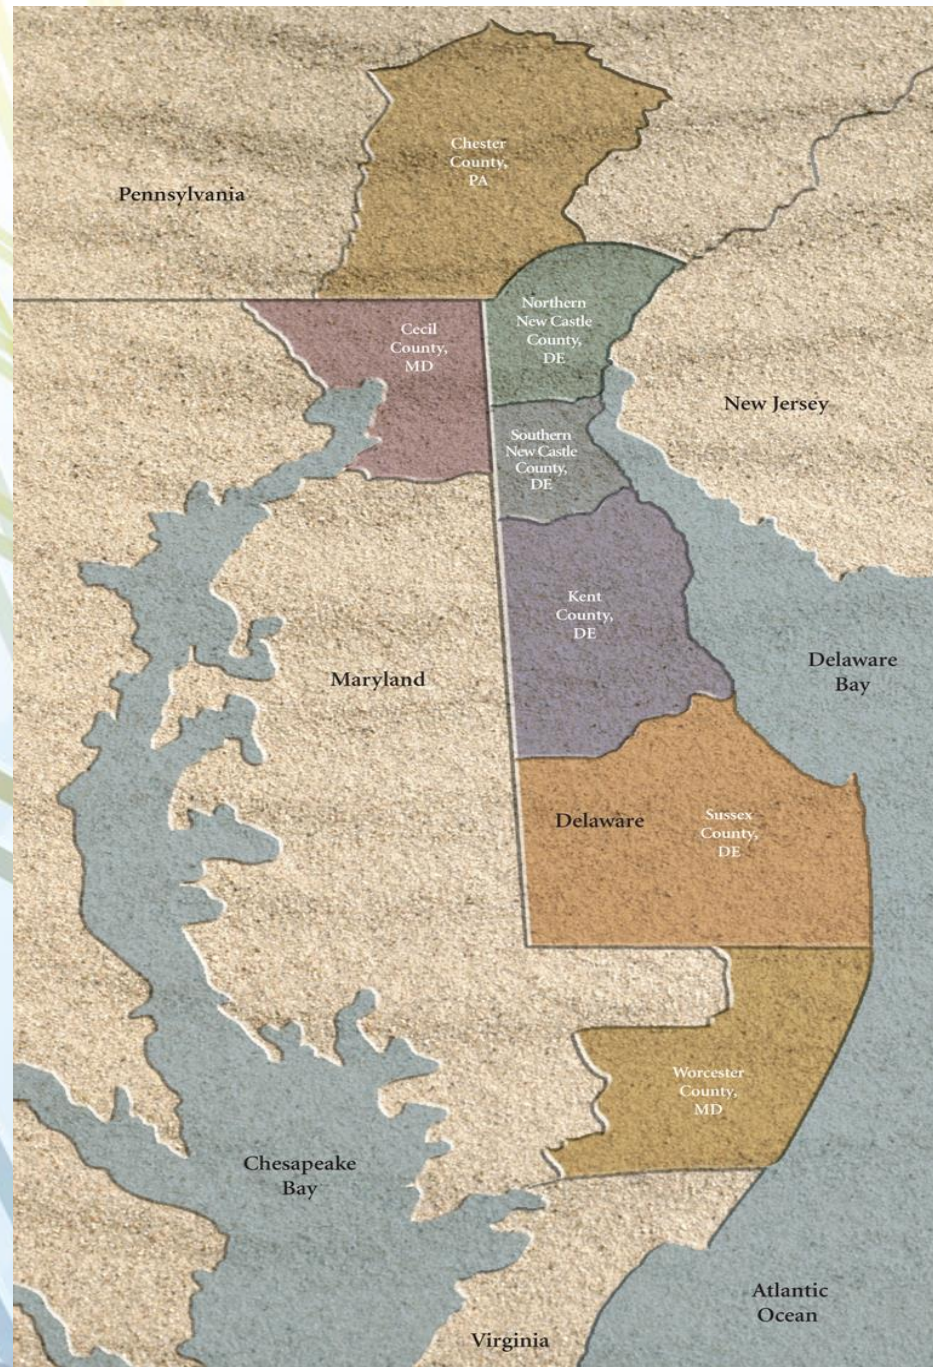 Chester
County,
PA
Pennsylvania
Northern
New Castle
County,
DE
Cecil
County,
MD
New Jersey
Southern
New Castle
County,
DE
Kent
County,
DE
Delaware
Bay
Maryland
Delaware
Sussex
County,
DE
Worcester
County,
MD
Chesapeake
Bay
Atlantic
Ocean
Virginia